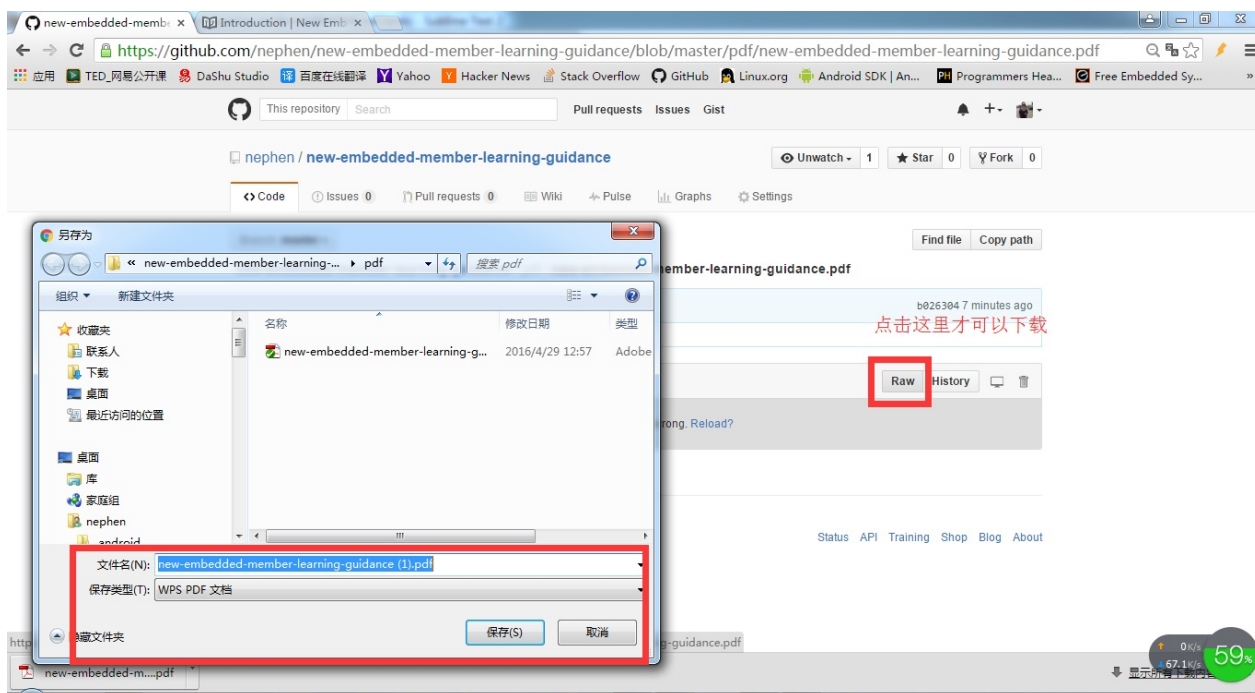 new-embedded-membe
Introduction | New Emb
https://github.com/nephen/new-embedded-member-learning-guidance/blob/master/pdf/new-embedded-member-learning-guidance.pdf
应用 TED_网易公开课 DaShu Studio 百度在线翻译 Yahoo Hacker News Stack Overflow GitHub Linux.org Android SDK | An... Programmers Hea... Free Embedded Sy... »
This repository Search Pull requests Issues Gist
nephen / new-embedded-member-learning-guidance Unwatch 1 Star 0 Fork 0
Code Issues 0 Pull requests 0 Wiki Pulse Graphs Settings
另存为
Find file Copy path
« new-embedded-member-learning-... pdf 搜索 pdf
ember-learning-guidance.pdf
组织 新建文件夹
b026304 7 minutes ago
点击这里才可以下载
名称 修改日期 类型
收藏夹
联系人
下载
桌面
最近访问的位置
new-embedded-member-learning-g... 2016/4/29 12:57 Adobe
Raw History
rong. Reload?
桌面
库
家庭组
nephen
android
Status API Training Shop Blog About
文件名(N): new-embedded-member-learning-guidance (1).pdf
保存类型(T): WPS PDF 文档
隐藏文件夹 保存(S) 取消
http
g-guidance.pdf
new-embedded-m....pdf
0K/s
67.1K/s
59%
显示所有下载内